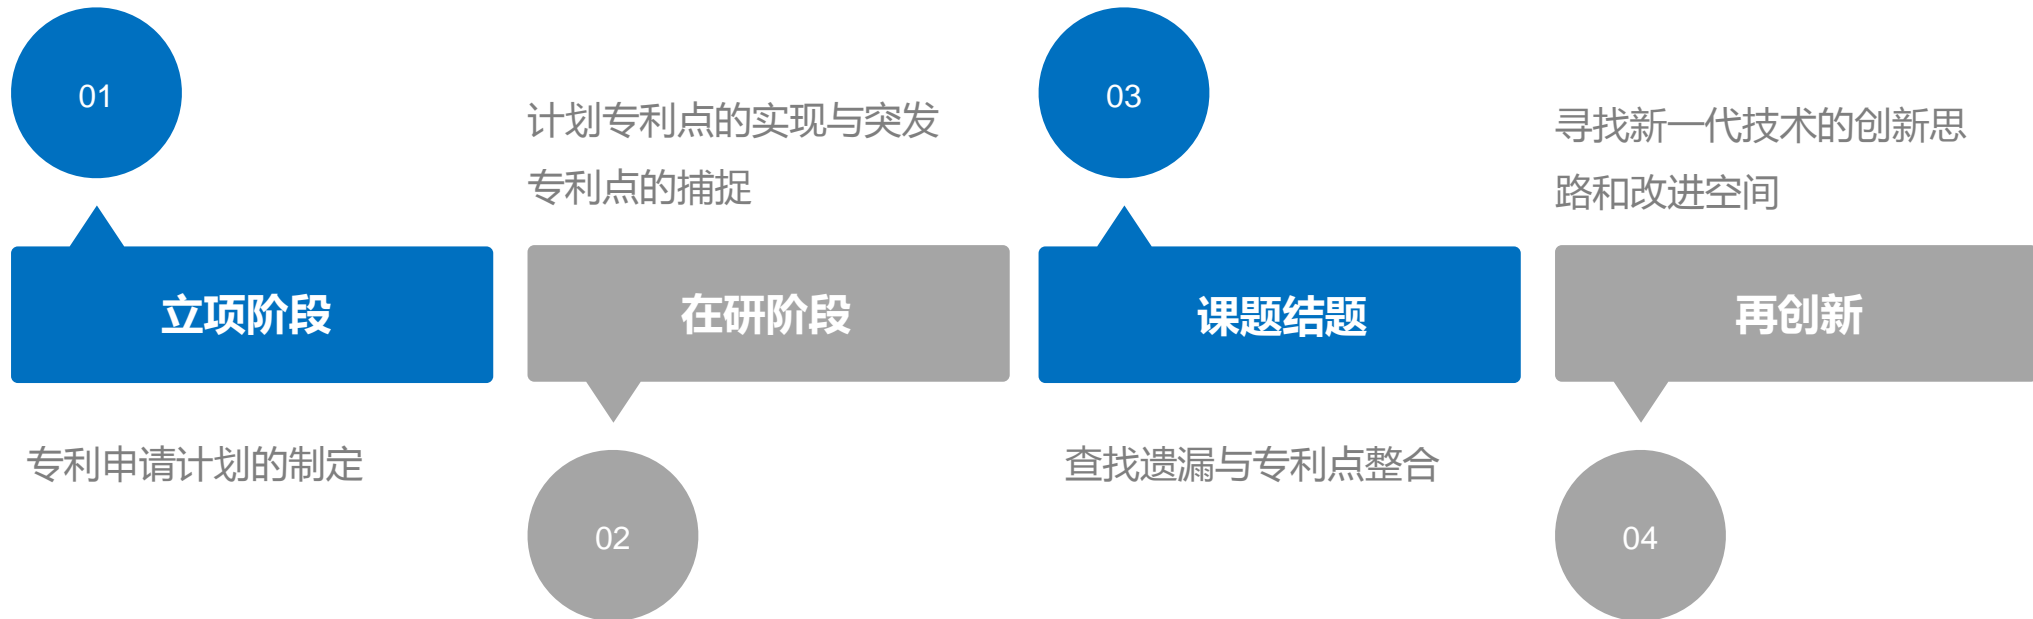 01
立项阶段
专利申请计划的制定
计划专利点的实现与突发
专利点的捕捉
在研阶段
02
03
课题结题
查找遗漏与专利点整合
寻找新一代技术的创新思
路和改进空间
再创新
04